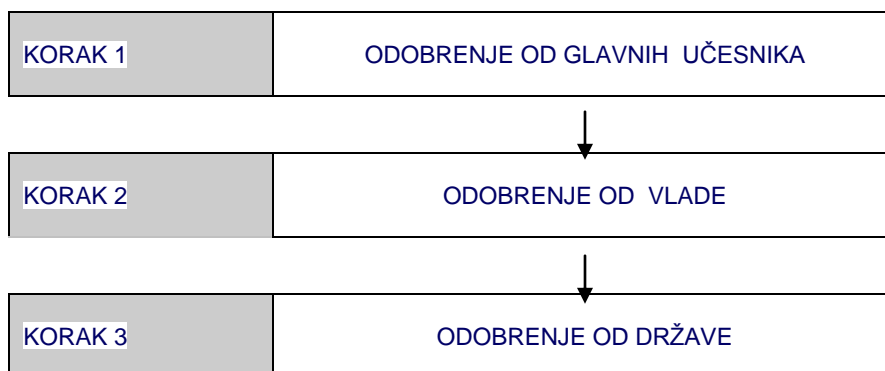 KORAK 1
ODOBRENJE OD GLAVNIH UČESNIKA
KORAK 2
ODOBRENJE OD VLADE
KORAK 3
ODOBRENJE OD DRŽAVE